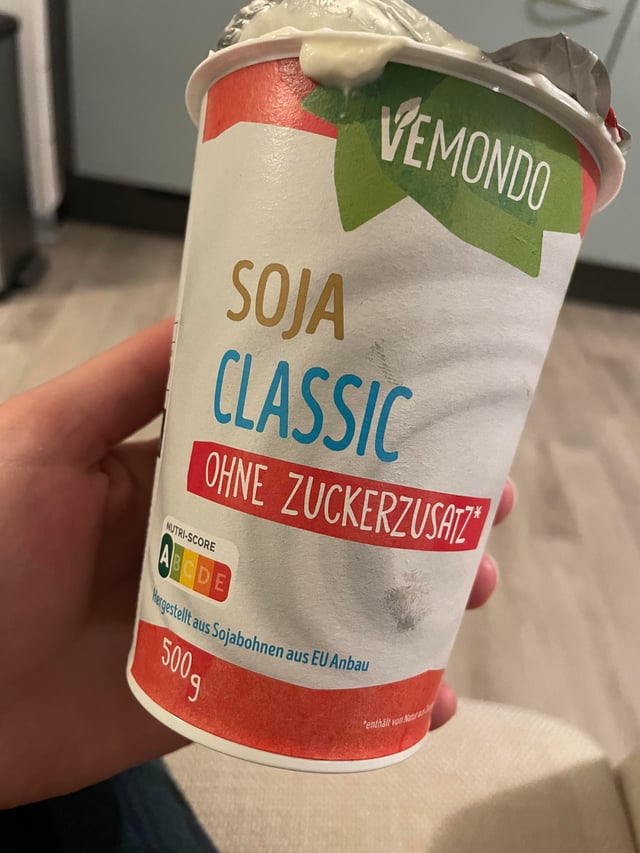 VEMONDO
SOJA
CLASSIC
OHNE ZUCKERZUSATZ*
NUTRI-SCORE
A B C D E
Hergestellt aus Sojabohnen aus EU Anbau
500g
*enthält von Natur aus